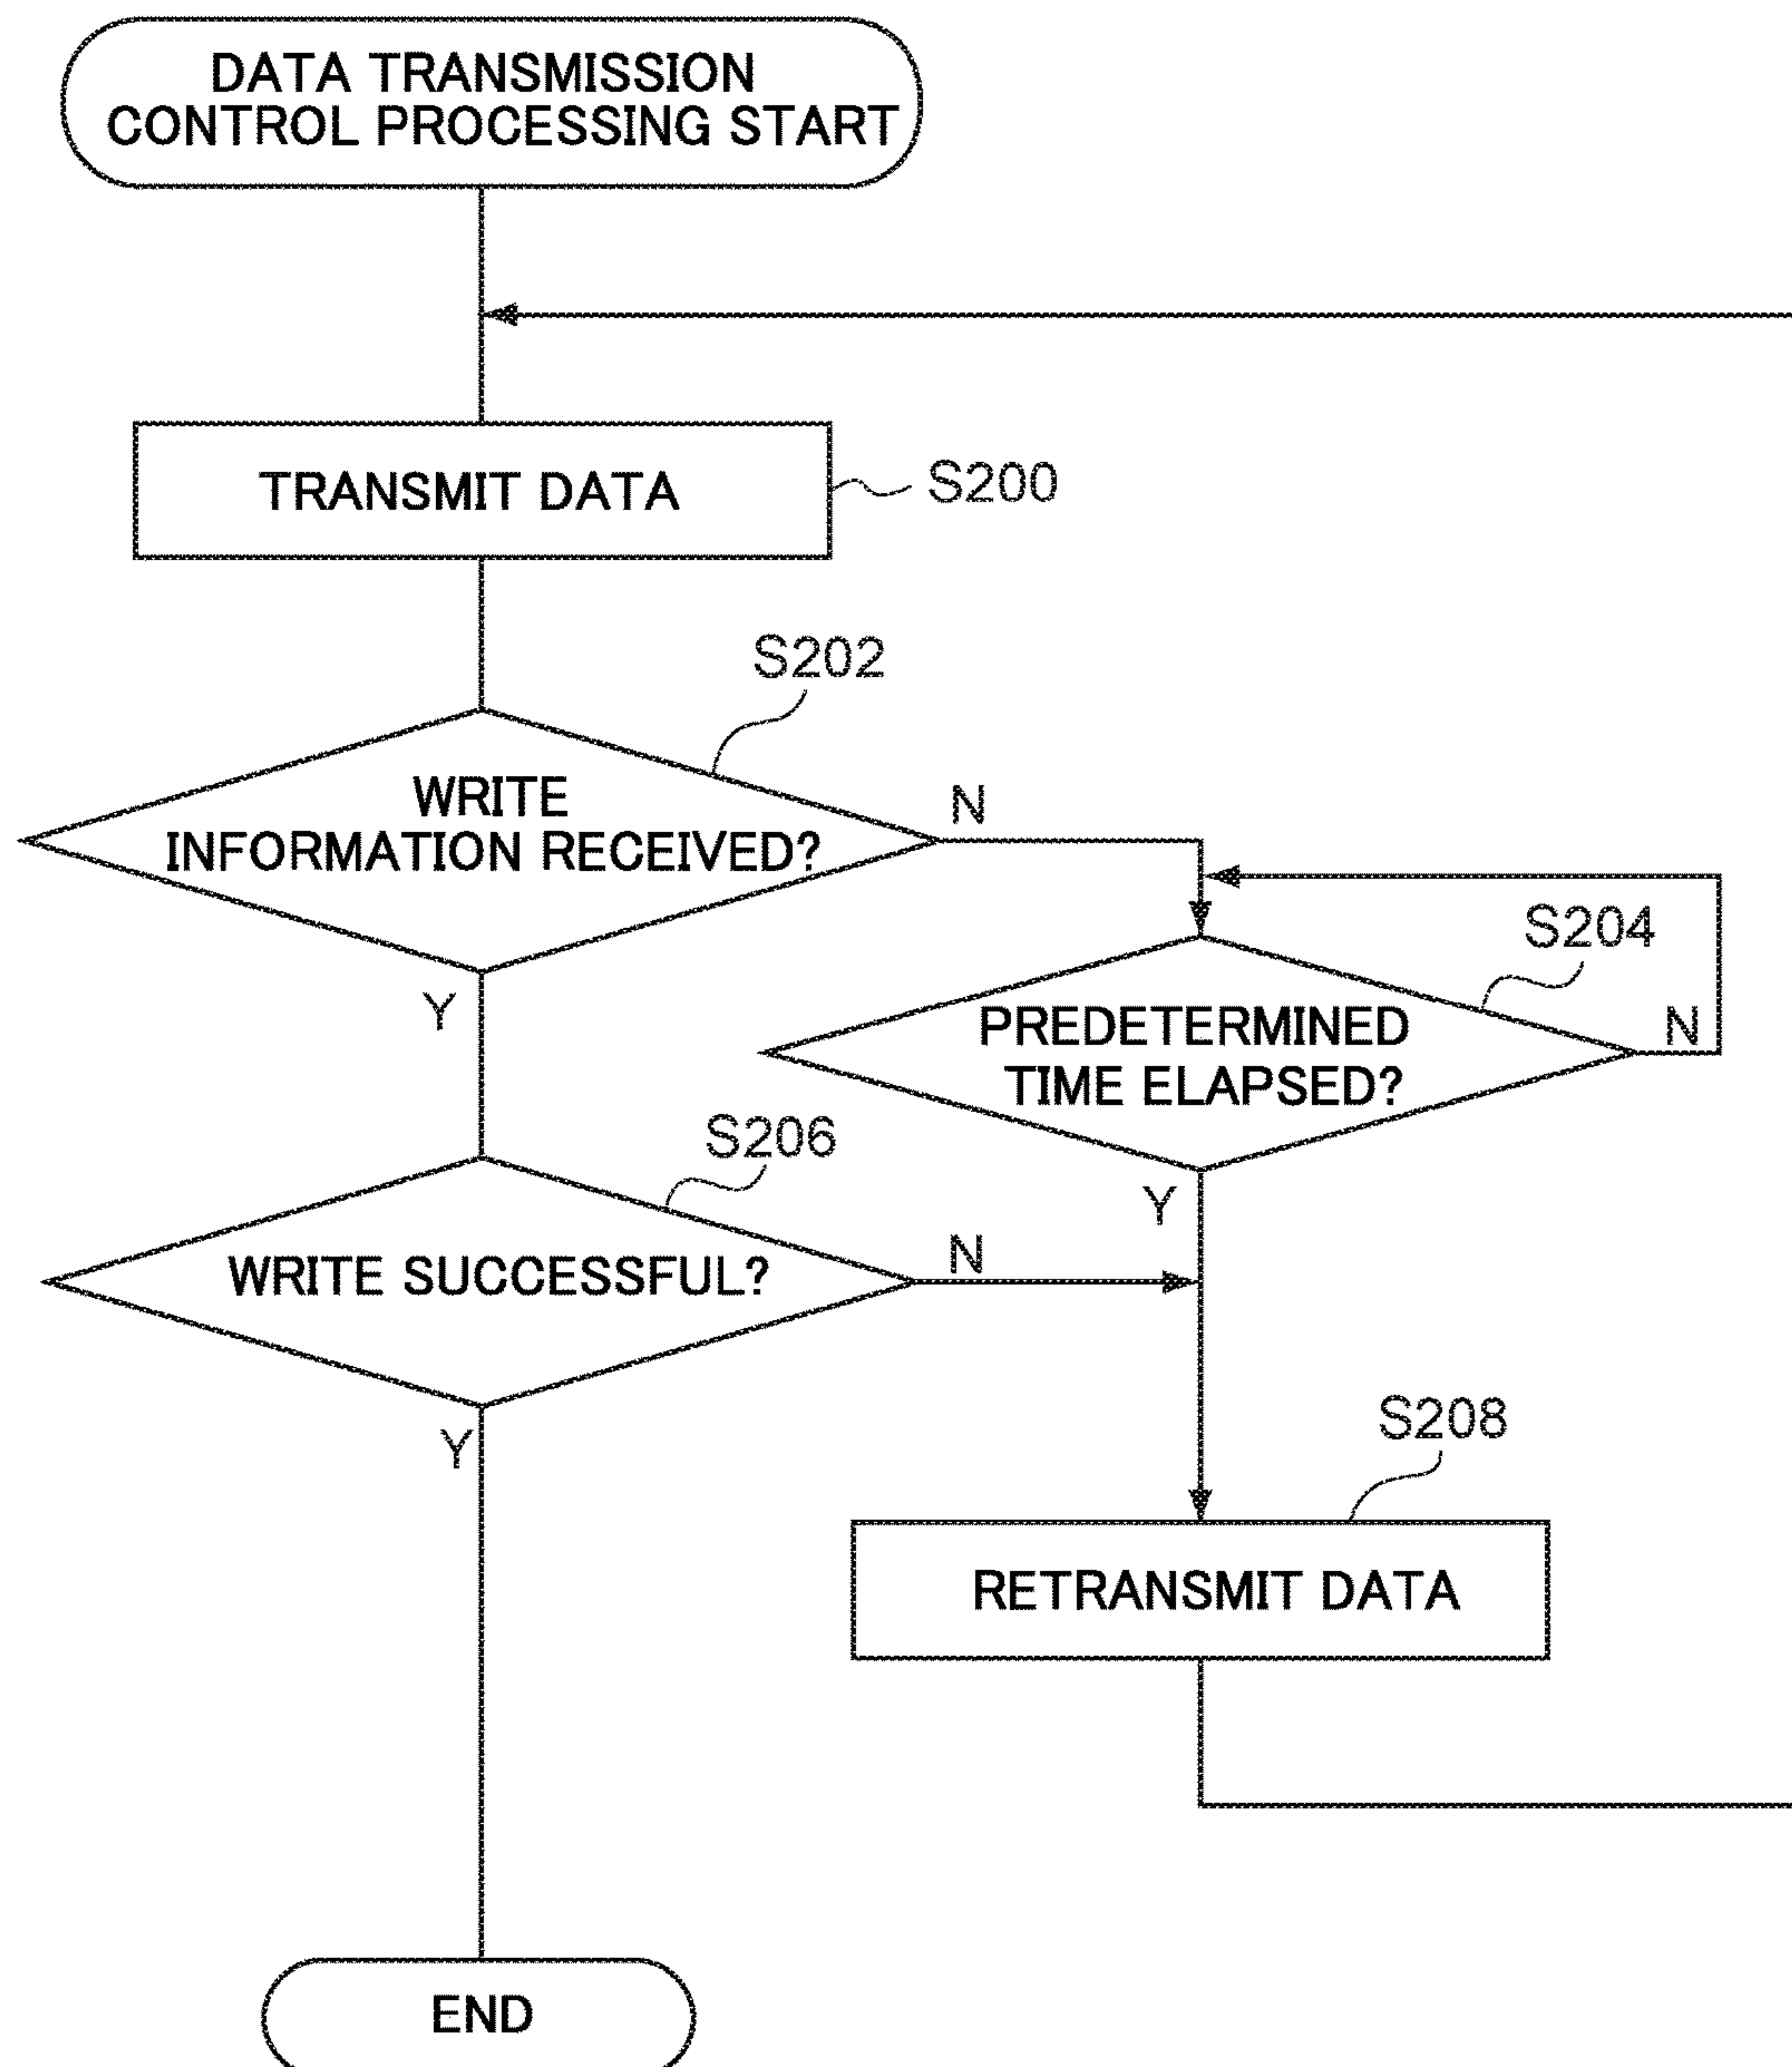 DATA TRANSMISSION
CONTROL PROCESSING START
TRANSMIT DATA
S200
S202
WRITE
INFORMATION RECEIVED?
N
Y
S204
PREDETERMINED
TIME ELAPSED?
N
Y
S206
WRITE SUCCESSFUL?
N
Y
S208
RETRANSMIT DATA
END